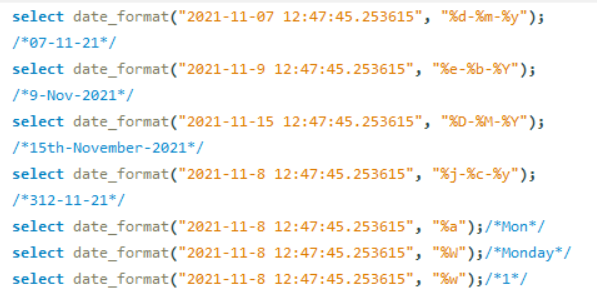 select date_format("2021-11-07 12:47:45.253615", "%d-%m-%y");
/*07-11-21*/
select date_format("2021-11-9 12:47:45.253615", "%e-%b-%Y");
/*9-Nov-2021*/
select date_format("2021-11-15 12:47:45.253615", "%D-%M-%Y");
/*15th-November-2021*/
select date_format("2021-11-8 12:47:45.253615", "%j-%c-%y");
/*312-11-21*/
select date_format("2021-11-8 12:47:45.253615", "%a");/*Mon*/
select date_format("2021-11-8 12:47:45.253615", "%W");/*Monday*/
select date_format("2021-11-8 12:47:45.253615", "%w");/*1*/